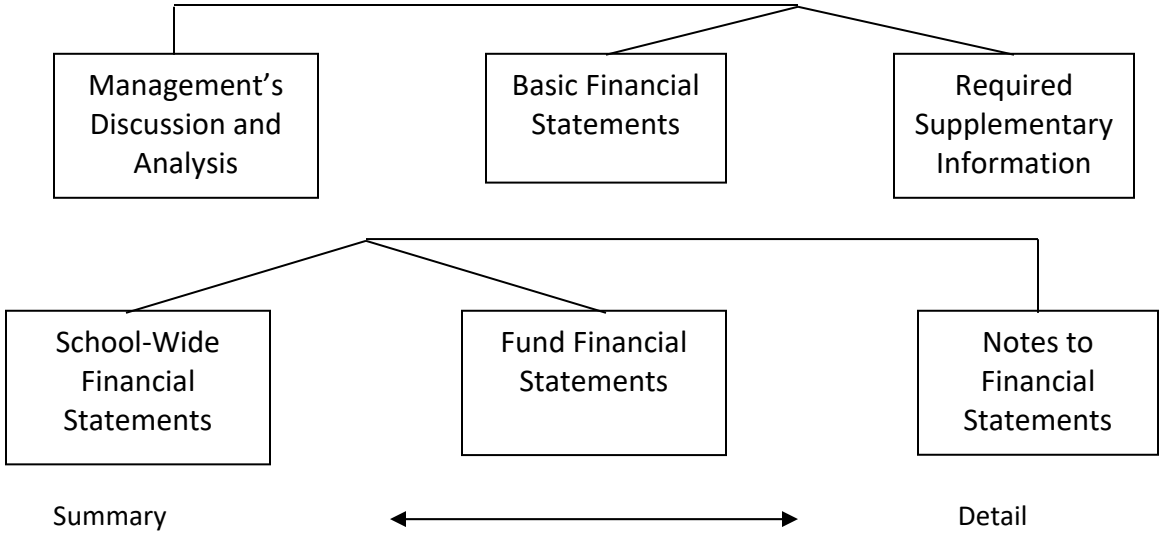 Management’s
Discussion and
Analysis
Basic Financial
Statements
Required
Supplementary
Information
School-Wide
Financial
Statements
Fund Financial
Statements
Notes to
Financial
Statements
Summary
Detail